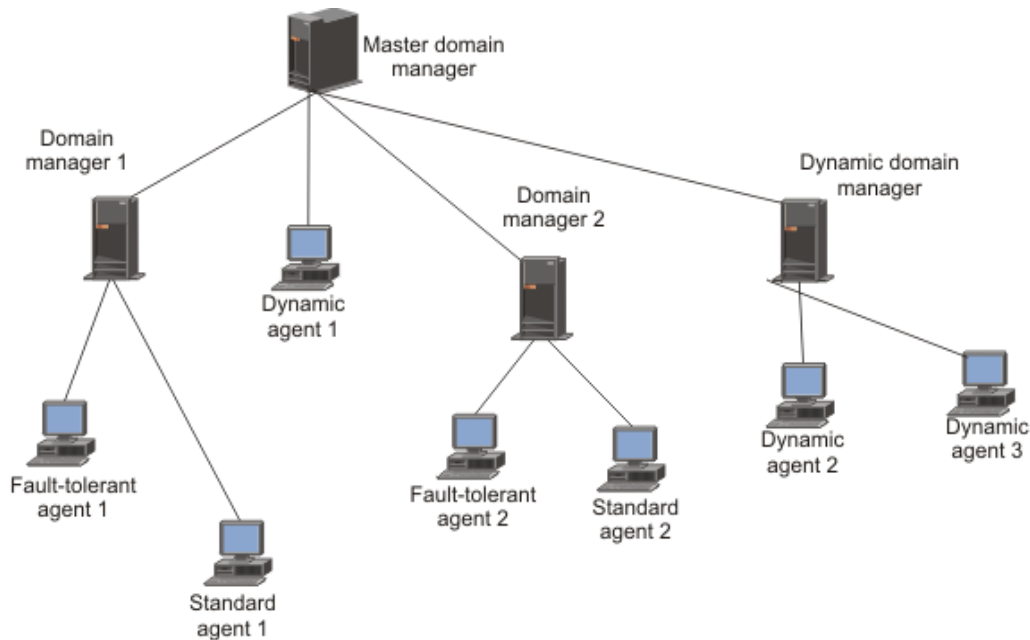 Master domain
manager
Domain
manager 1
Dynamic domain
manager
Domain
manager 2
Dynamic
agent 1
Fault-tolerant
agent 1
Standard
agent 1
Fault-tolerant
agent 2
Standard
agent 2
Dynamic
agent 2
Dynamic
agent 3